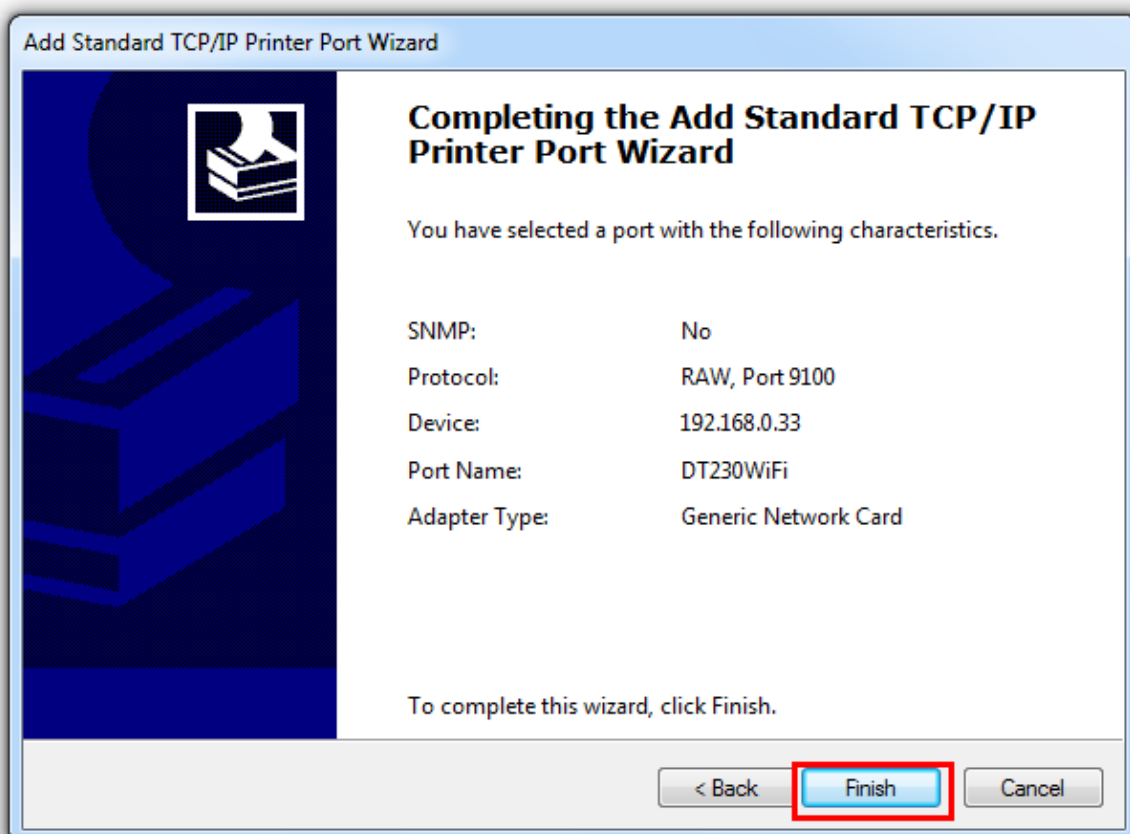 Add Standard TCP/IP Printer Port Wizard
Completing the Add Standard TCP/IP
Printer Port Wizard
You have selected a port with the following characteristics.
SNMP: No
Protocol: RAW, Port 9100
Device: 192.168.0.33
Port Name: DT230WiFi
Adapter Type: Generic Network Card
To complete this wizard, click Finish.
< Back Finish Cancel